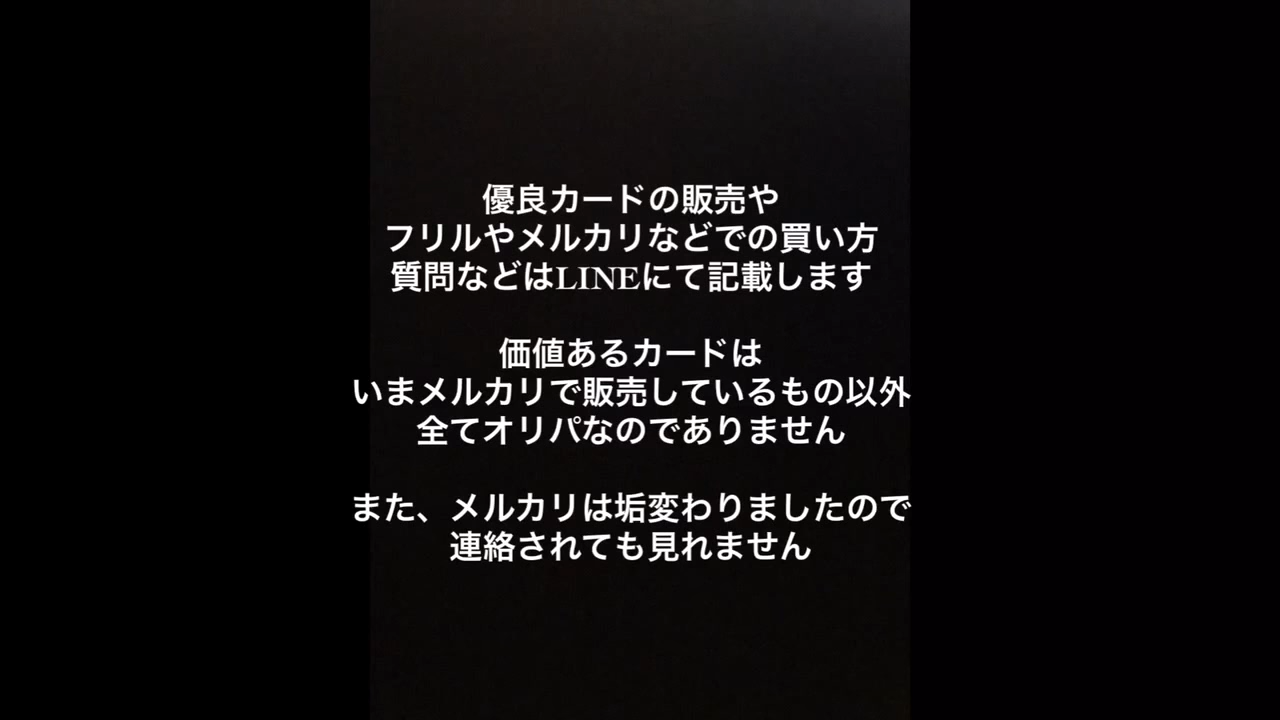 優良カードの販売や
フリルやメルカリなどでの買い方
質問などはLINEにて記載します
価値あるカードは
いまメルカリで販売しているもの以外
全てオリパなのでありません
また、メルカリは垢変わりましたので
連絡されても見れません